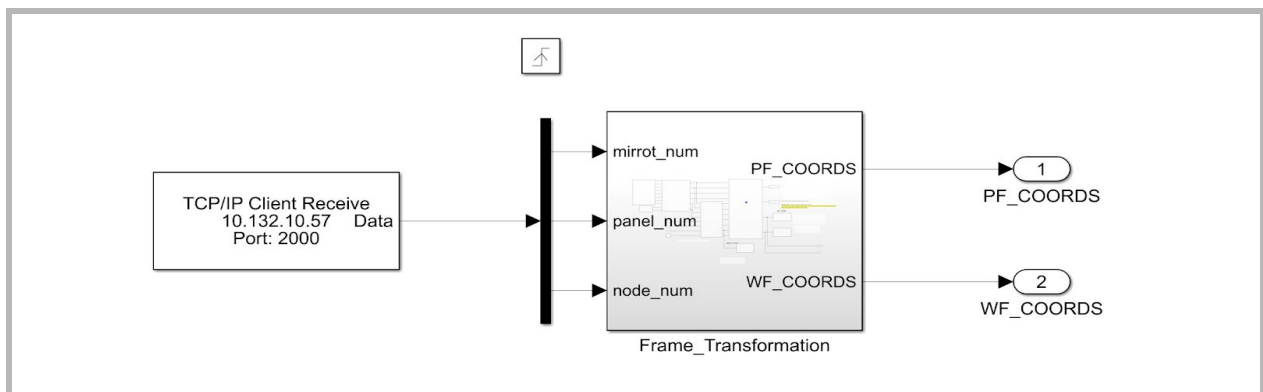 TCP/IP Client Receive
10.132.10.57 Data
Port: 2000
mirrot_num
panel_num
node_num
PF_COORDS
WF_COORDS
Frame_Transformation
1
PF_COORDS
2
WF_COORDS